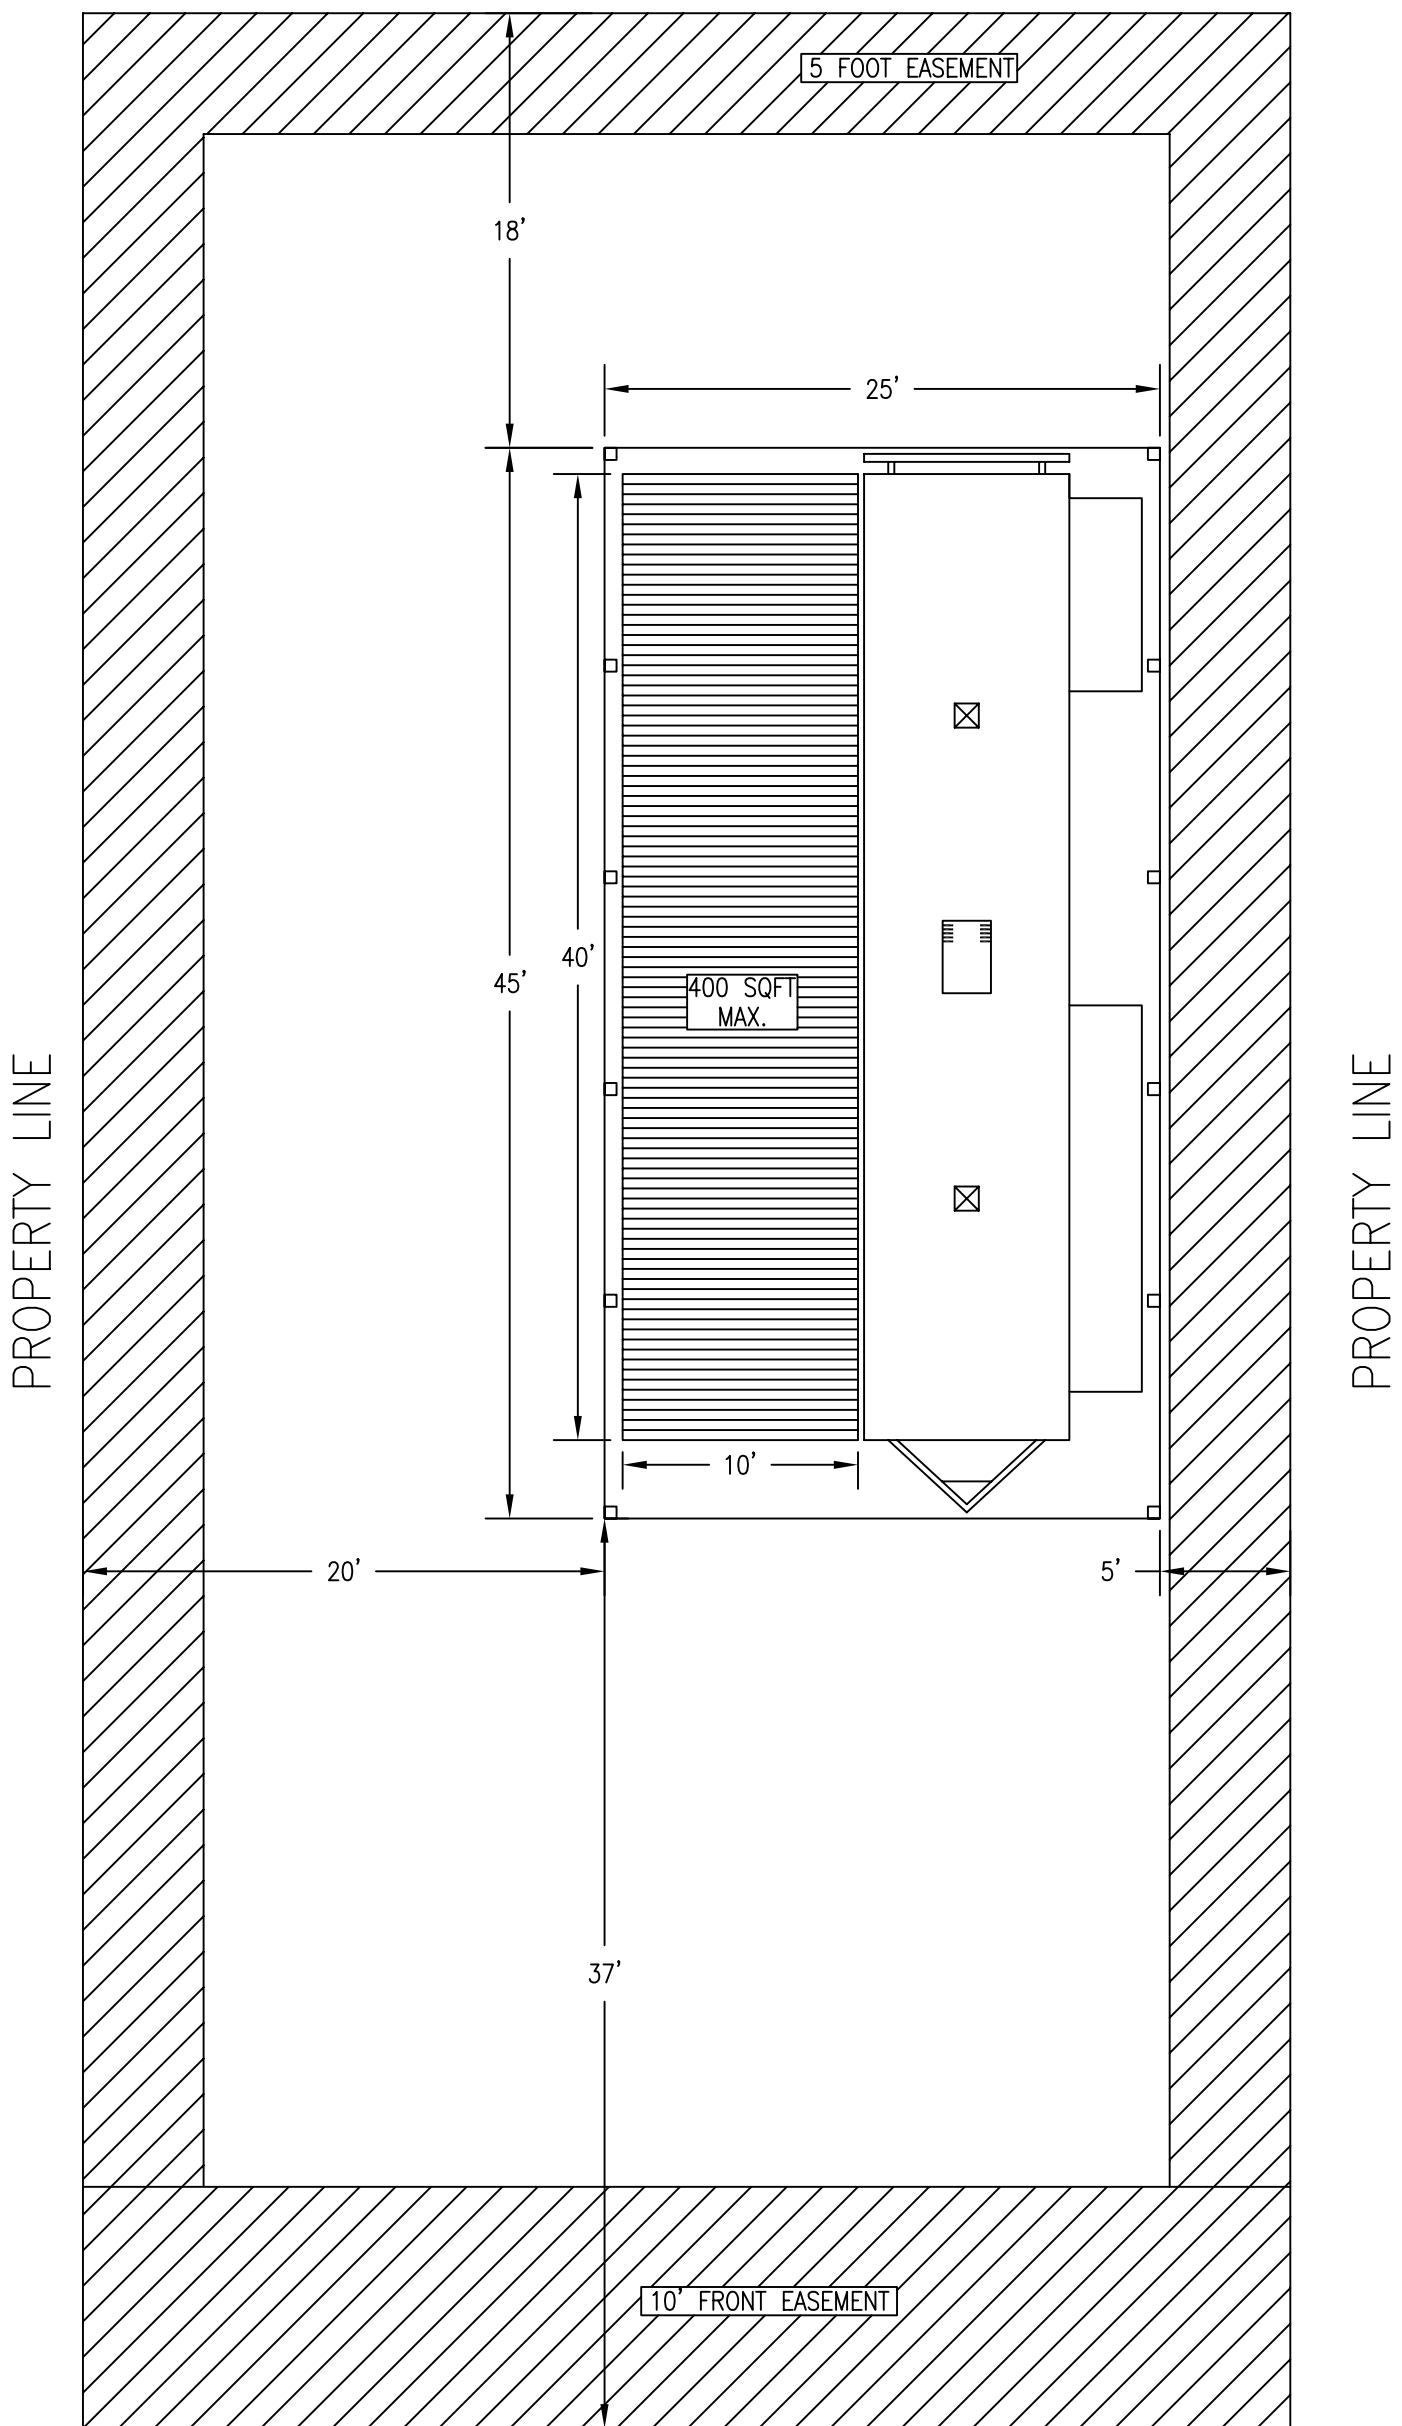 5 FOOT EASEMENT
18'
25'
40'
45'
400 SQFT
MAX.
PROPERTY LINE
PROPERTY LINE
10'
20'
5'
37'
10' FRONT EASEMENT